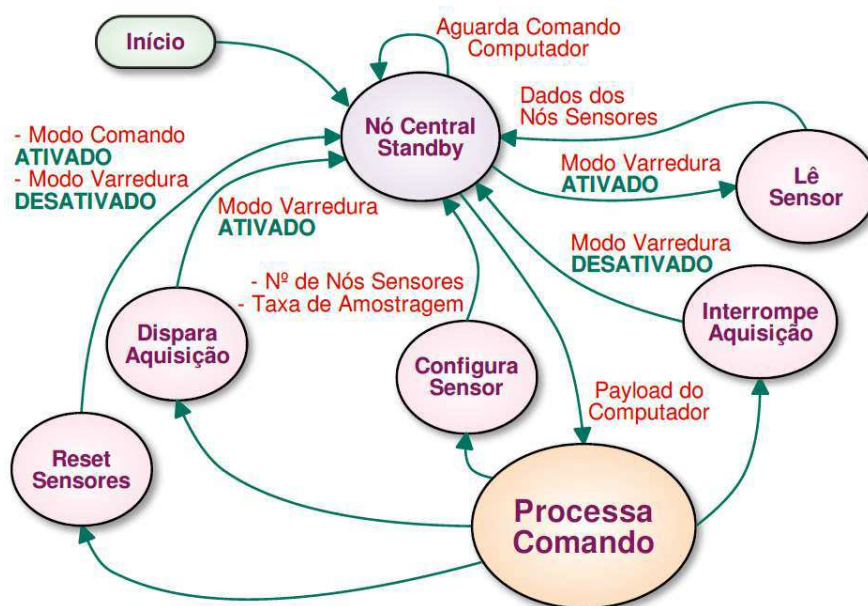 Início
Aguarda Comando
Computador
Nó Central
Standby
Dados dos
Nós Sensores
- Modo Comando
ATIVADO
- Modo Varredura
DESATIVADO
Modo Varredura
ATIVADO
Lê
Sensor
Modo Varredura
ATIVADO
Modo Varredura
DESATIVADO
- Nº de Nós Sensores
- Taxa de Amostragem
Dispara
Aquisição
Interrompe
Aquisição
Configura
Sensor
Payload do
Computador
Reset
Sensores
Processa
Comando